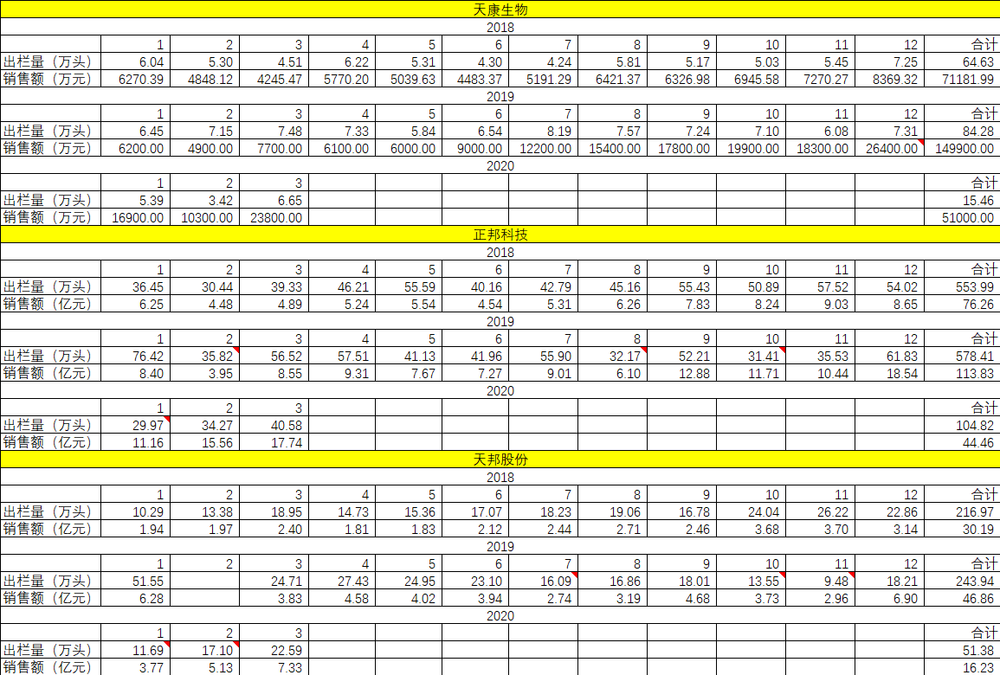 天康生物
2018
1 2 3 4 5 6 7 8 9 10 11 12 合计
出栏量（万头） 6.04 5.30 4.51 6.22 5.31 4.30 4.24 5.81 5.17 5.03 5.45 7.25 64.63
销售额（万元） 6270.39 4848.12 4245.47 5770.20 5039.63 4483.37 5191.29 6421.37 6326.98 6945.58 7270.27 8369.32 71181.99
2019
1 2 3 4 5 6 7 8 9 10 11 12 合计
出栏量（万头） 6.45 7.15 7.48 7.33 5.84 6.54 8.19 7.57 7.24 7.10 6.08 7.31 84.28
销售额（万元） 6200.00 4900.00 7700.00 6100.00 6000.00 9000.00 12200.00 15400.00 17800.00 19900.00 18300.00 26400.00 149900.00
2020
1 2 3 合计
出栏量（万头） 5.39 3.42 6.65 15.46
销售额（万元） 16900.00 10300.00 23800.00 51000.00
正邦科技
2018
1 2 3 4 5 6 7 8 9 10 11 12 合计
出栏量（万头） 36.45 30.44 39.33 46.21 55.59 40.16 42.79 45.16 55.43 50.89 57.52 54.02 553.99
销售额（亿元） 6.25 4.48 4.89 5.24 5.54 4.54 5.31 6.26 7.83 8.24 9.03 8.65 76.26
2019
1 2 3 4 5 6 7 8 9 10 11 12 合计
出栏量（万头） 76.42 35.82 56.52 57.51 41.13 41.96 55.90 32.17 52.21 31.41 35.53 61.83 578.41
销售额（亿元） 8.40 3.95 8.55 9.31 7.67 7.27 9.01 6.10 12.88 11.71 10.44 18.54 113.83
2020
1 2 3 合计
出栏量（万头） 29.97 34.27 40.58 104.82
销售额（亿元） 11.16 15.56 17.74 44.46
天邦股份
2018
1 2 3 4 5 6 7 8 9 10 11 12 合计
出栏量（万头） 10.29 13.38 18.95 14.73 15.36 17.07 18.23 19.06 16.78 24.04 26.22 22.86 216.97
销售额（亿元） 1.94 1.97 2.40 1.81 1.83 2.12 2.44 2.71 2.46 3.68 3.70 3.14 30.19
2019
1 2 3 4 5 6 7 8 9 10 11 12 合计
出栏量（万头） 51.55 24.71 27.43 24.95 23.10 16.09 16.86 18.01 13.55 9.48 18.21 243.94
销售额（亿元） 6.28 3.83 4.58 4.02 3.94 2.74 3.19 4.68 3.73 2.96 6.90 46.86
2020
1 2 3 合计
出栏量（万头） 11.69 17.10 22.59 51.38
销售额（亿元） 3.77 5.13 7.33 16.23